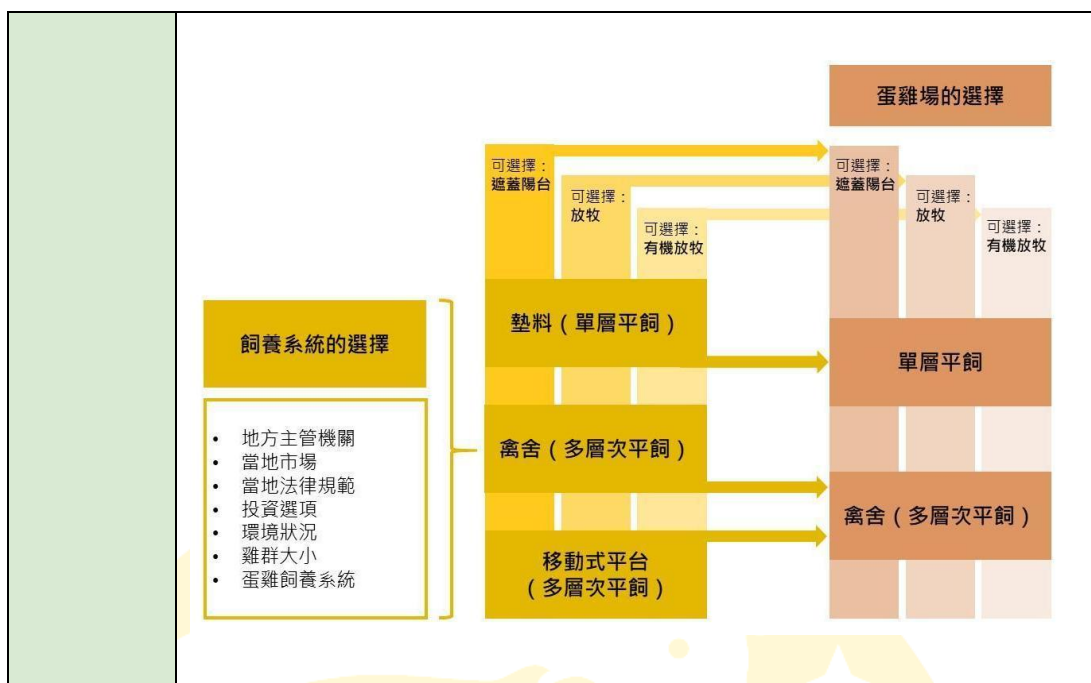 蛋雞場的選擇
可選擇：
遮蓋陽台
可選擇：
放牧
可選擇：
有機放牧
可選擇：
遮蓋陽台
可選擇：
放牧
可選擇：
有機放牧
飼養系統的選擇
• 地方主管機關
• 當地市場
• 當地法律規範
• 投資選項
• 環境狀況
• 雞群大小
• 蛋雞飼養系統
墊料（單層平飼）
禽舍（多層次平飼）
移動式平台
（多層次平飼）
單層平飼
禽舍（多層次平飼）